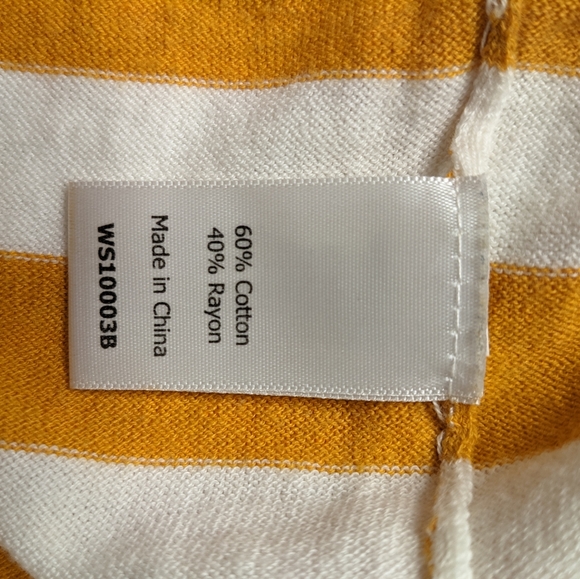 60% Cotton
40% Rayon
Made in China
WS10003B